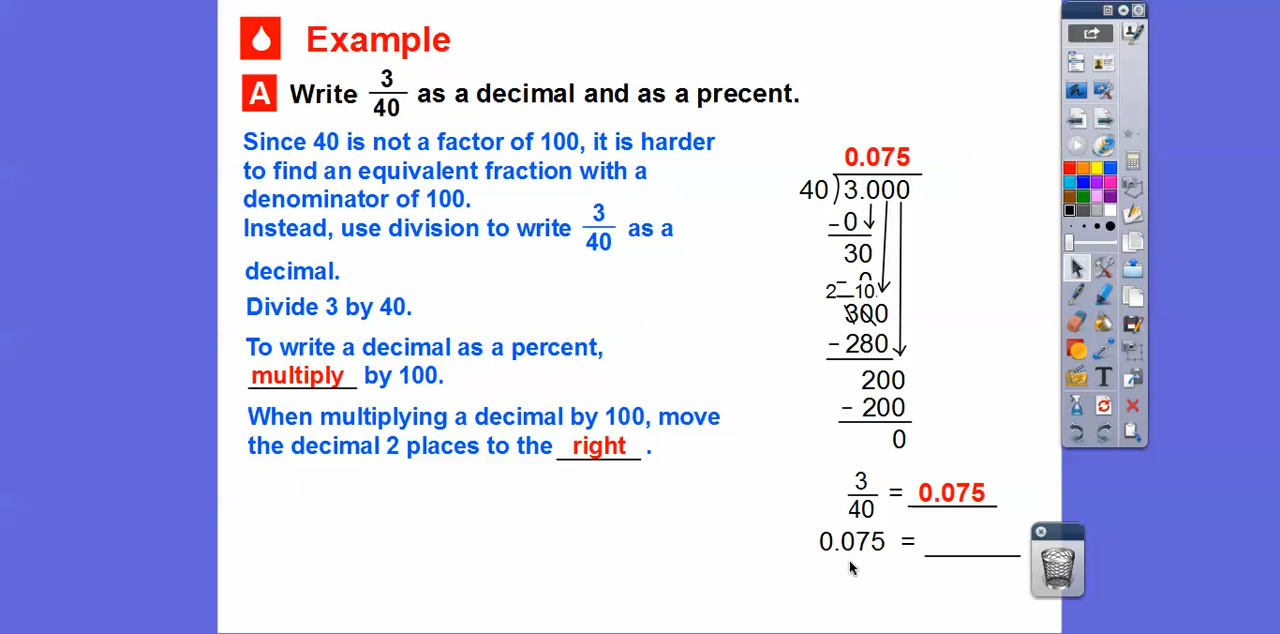 Example
A Write 3/40 as a decimal and as a precent.
Since 40 is not a factor of 100, it is harder
to find an equivalent fraction with a
denominator of 100.
Instead, use division to write 3/40 as a
decimal.
Divide 3 by 40.
To write a decimal as a percent,
multiply by 100.
When multiplying a decimal by 100, move
the decimal 2 places to the right .
0.075
40)3.000
-0
30
- 0
2 10
300
-280
200
- 200
0
3/40 = 0.075
0.075 = ______
T